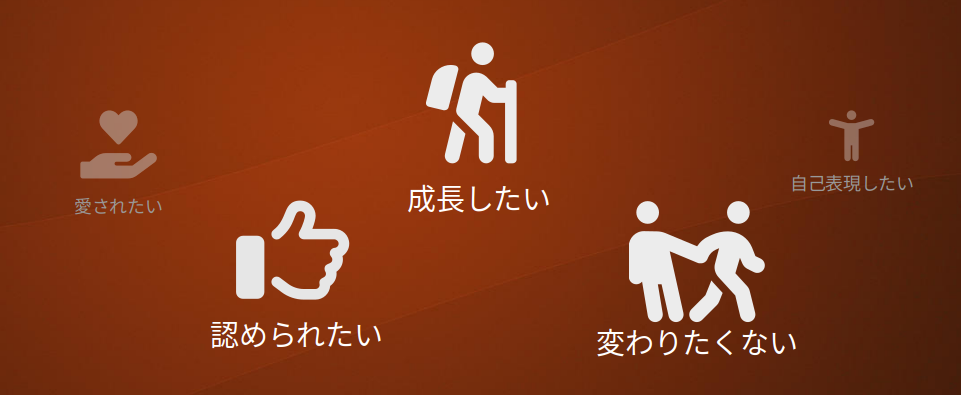 成長したい
愛されたい
自己表現したい
認められたい
変わりたくない